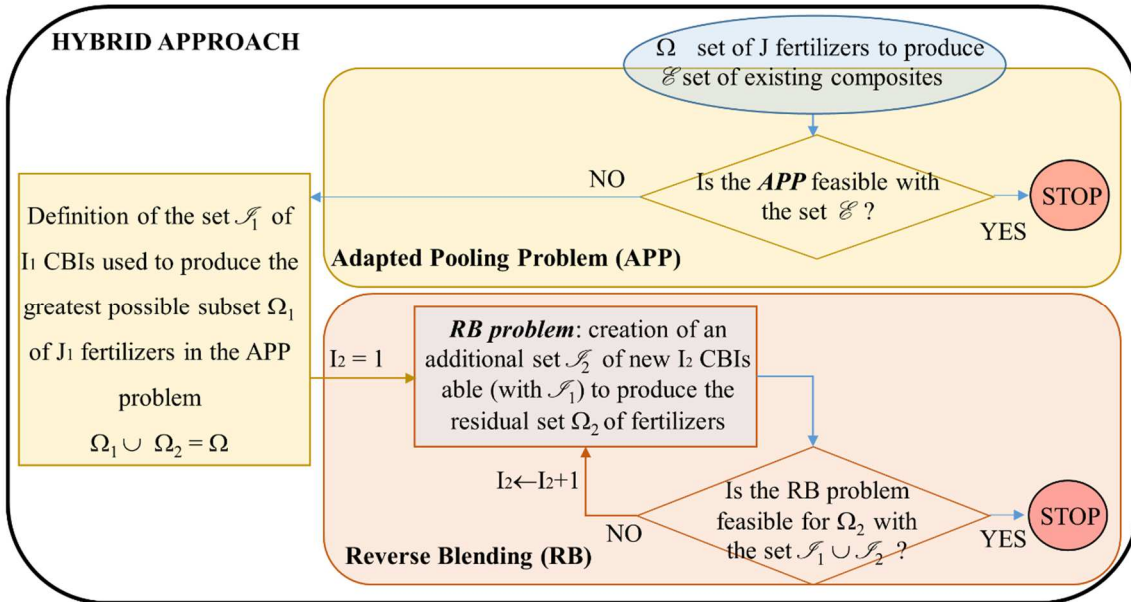 HYBRID APPROACH
Ω set of J fertilizers to produce
ℰ set of existing composites
Is the APP feasible with
the set ℰ ?
NO
YES
STOP
Adapted Pooling Problem (APP)
Definition of the set ℐ₁ of
I₁ CBIs used to produce the
greatest possible subset Ω₁
of J₁ fertilizers in the APP
problem
Ω₁ ∪ Ω₂ = Ω
I₂ = 1
RB problem: creation of an
additional set ℐ₂ of new I₂ CBIs
able (with ℐ₁) to produce the
residual set Ω₂ of fertilizers
I₂←I₂+1
Is the RB problem
feasible for Ω₂ with
the set ℐ₁ ∪ ℐ₂ ?
NO
YES
STOP
Reverse Blending (RB)